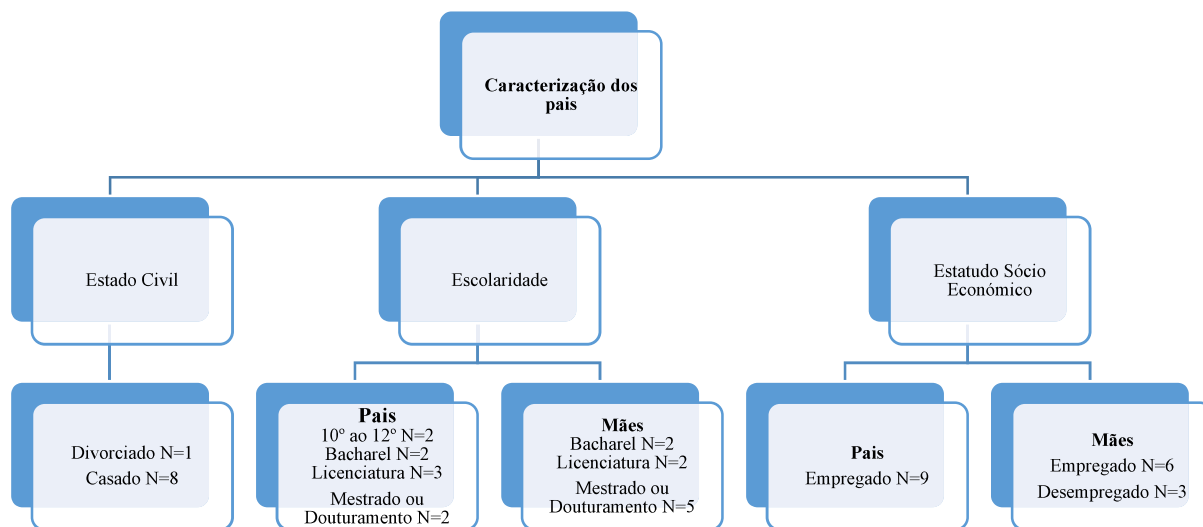 Caracterização dos
pais
Estado Civil
Escolaridade
Estatudo Sócio
Económico
Divorciado N=1
Casado N=8
Pais
10º ao 12º N=2
Bacharel N=2
Licenciatura N=3
Mestrado ou
Douturamento N=2
Mães
Bacharel N=2
Licenciatura N=2
Mestrado ou
Douturamento N=5
Pais
Empregado N=9
Mães
Empregado N=6
Desempregado N=3